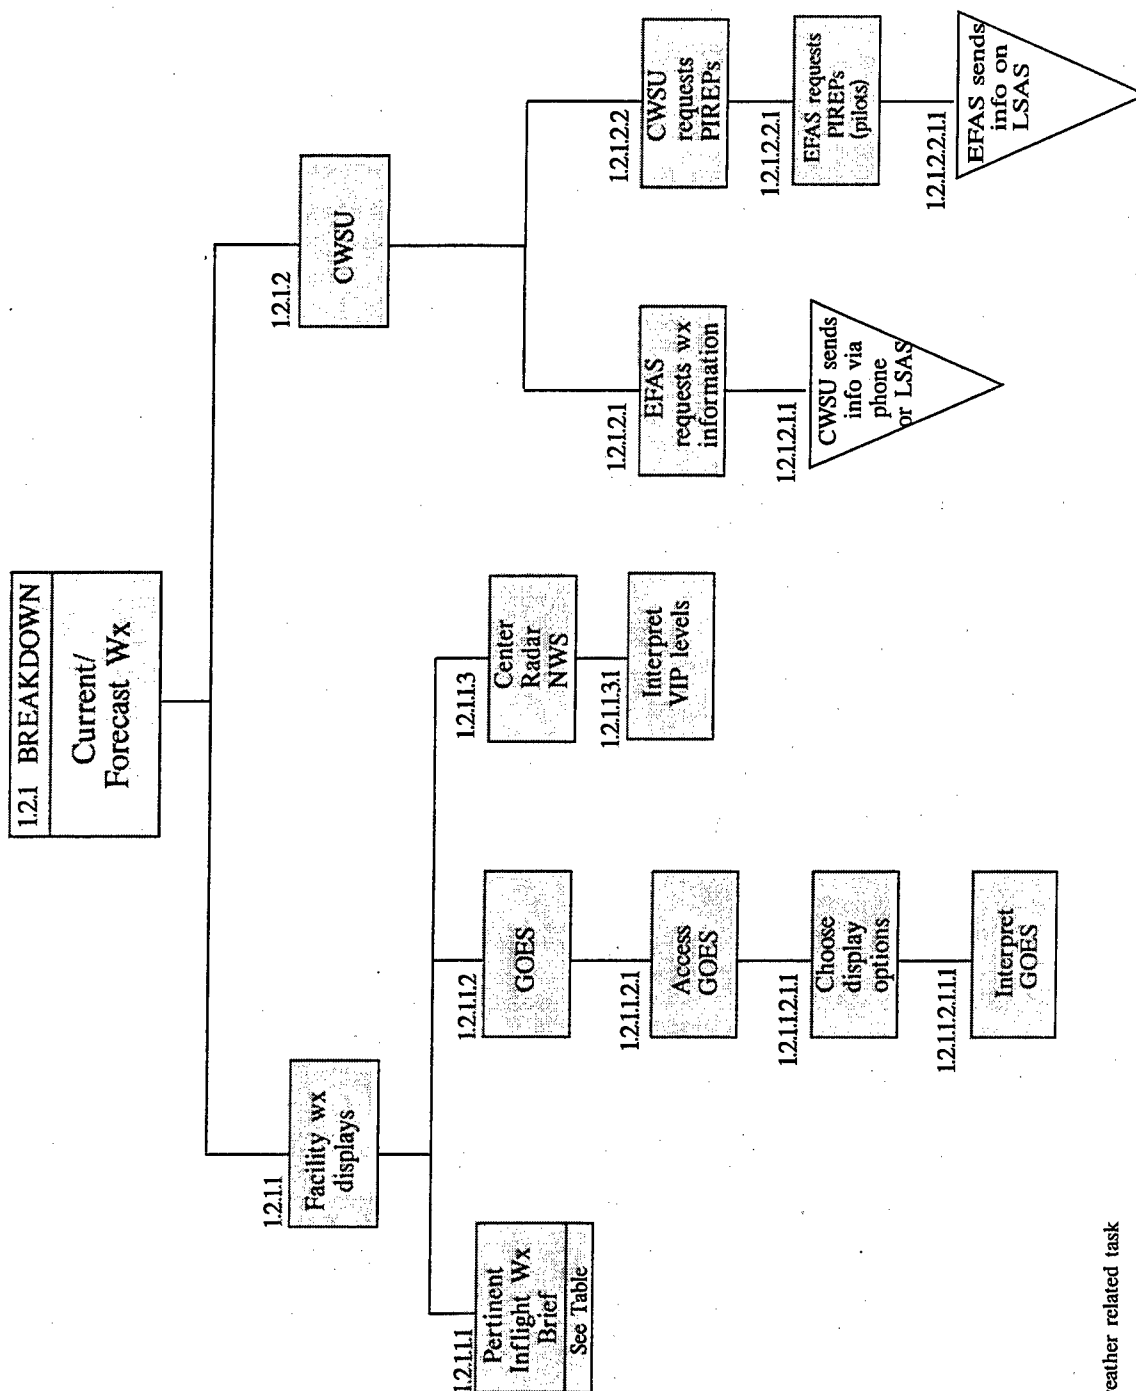 1.2.1 BREAKDOWN
Current/
Forecast Wx
1.2.1.1
Facility wx
displays
1.2.1.2
CWSU
1.2.1.1.1
Pertinent
Inflight Wx
Brief
See Table
1.2.1.1.2
GOES
1.2.1.1.2.1
Access
GOES
1.2.1.1.2.1.1
Choose
display
options
1.2.1.1.2.1.1.1
Interpret
GOES
1.2.1.1.3
Center
Radar
NWS
1.2.1.1.3.1
Interpret
VIP levels
1.2.1.2.1
EFAS
requests wx
information
1.2.1.2.1.1
CWSU sends
info via
phone
or LSAS
1.2.1.2.2
CWSU
requests
PIREPs
1.2.1.2.2.1
EFAS requests
PIREPs
(pilots)
1.2.1.2.2.1.1
EFAS sends
info on
LSAS
eather related task